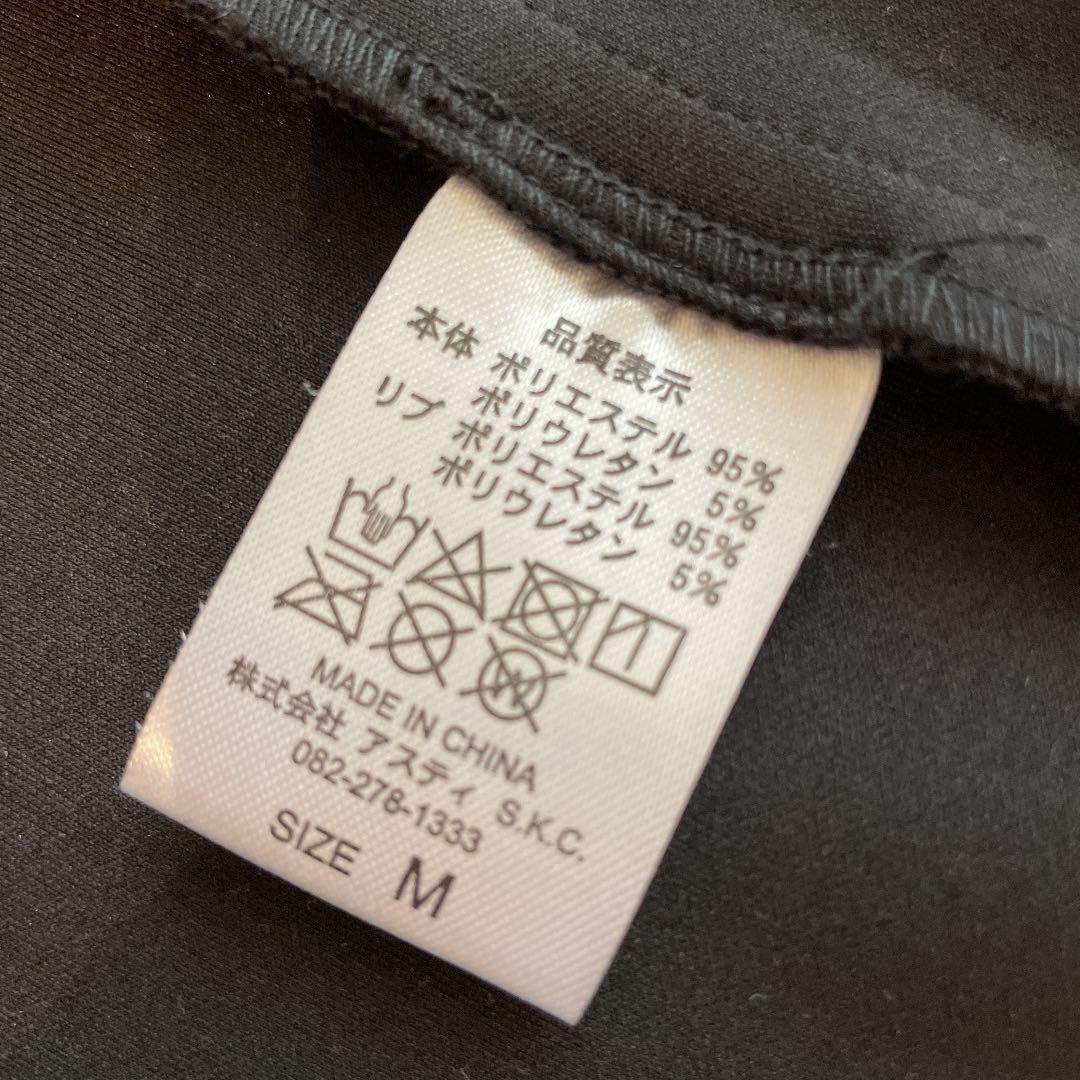 品質表示
本体 ポリエステル 95%
ポリウレタン 5%
リブ ポリエステル 95%
ポリウレタン 5%
MADE IN CHINA
株式会社 アスティ S.K.C.
082-278-1333
SIZE M